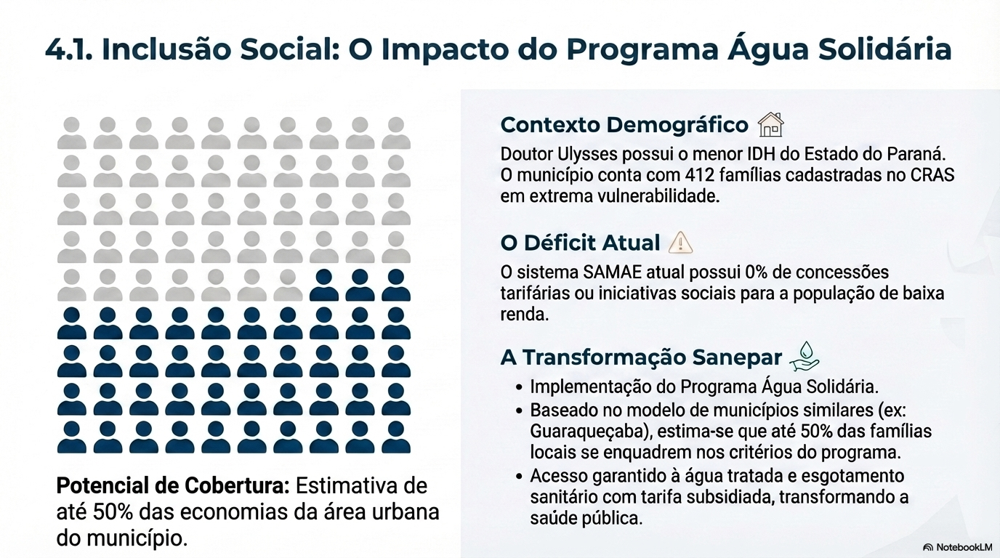 4.1. Inclusão Social: O Impacto do Programa Água Solidária
Potencial de Cobertura: Estimativa de
até 50% das economias da área urbana
do município.
Contexto Demográfico
Doutor Ulysses possui o menor IDH do Estado do Paraná.
O município conta com 412 famílias cadastradas no CRAS
em extrema vulnerabilidade.
O Déficit Atual
O sistema SAMAE atual possui 0% de concessões
tarifárias ou iniciativas sociais para a população de baixa
renda.
A Transformação Sanepar
• Implementação do Programa Água Solidária.
• Baseado no modelo de municípios similares (ex:
Guaraqueçaba), estima-se que até 50% das famílias
locais se enquadrem nos critérios do programa.
• Acesso garantido à água tratada e esgotamento
sanitário com tarifa subsidiada, transformando a
saúde pública.
NotebookLM